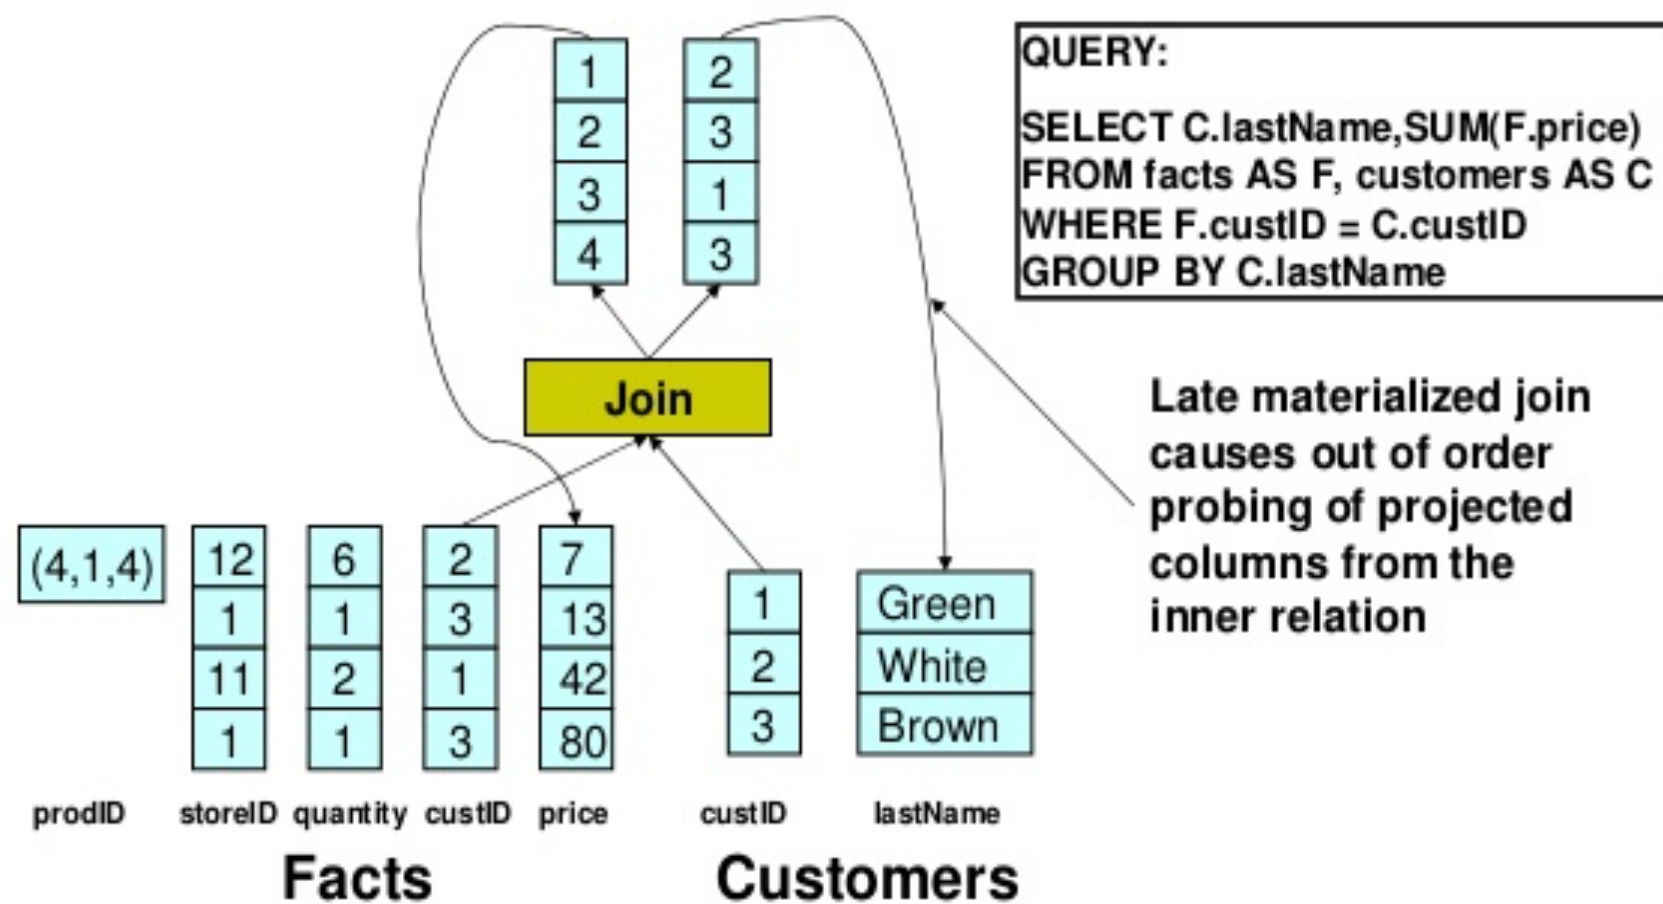 1
2
3
4
2
3
1
3
QUERY:
SELECT C.lastName,SUM(F.price)
FROM facts AS F, customers AS C
WHERE F.custID = C.custID
GROUP BY C.lastName
Join
Late materialized join
causes out of order
probing of projected
columns from the
inner relation
(4,1,4)
12
1
11
1
6
1
2
1
2
3
1
3
7
13
42
80
1
2
3
Green
White
Brown
prodID
storeID
quantity
custID
price
custID
lastName
Facts
Customers